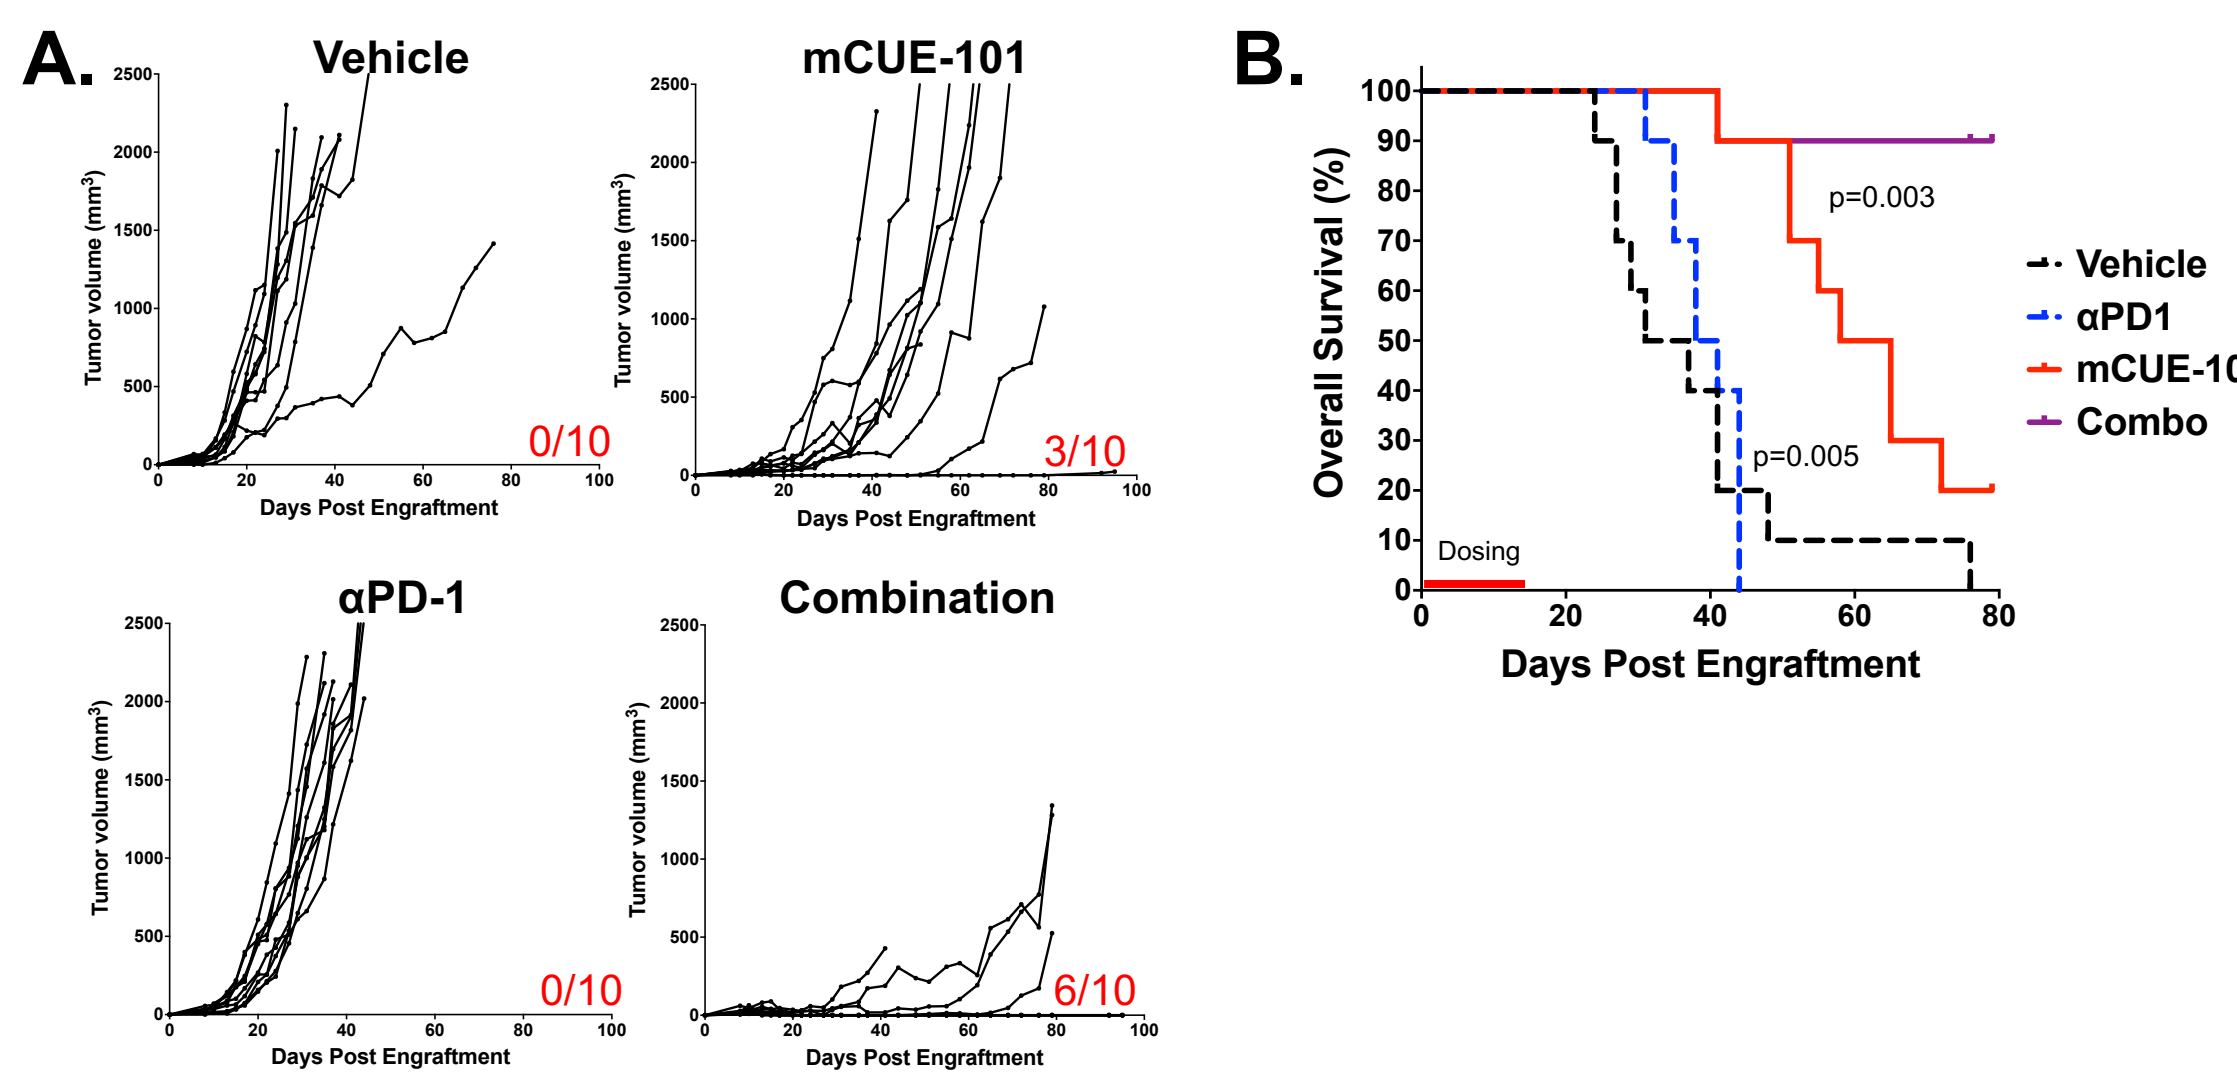 A.
Vehicle
2500
2000
1500
1000
500
0
Tumor volume (mm³)
0 20 40 60 80 100
Days Post Engraftment
0/10
mCUE-101
2500
2000
1500
1000
500
0
Tumor volume (mm³)
0 20 40 60 80 100
Days Post Engraftment
3/10
αPD-1
2500
2000
1500
1000
500
0
Tumor volume (mm³)
0 20 40 60 80 100
Days Post Engraftment
0/10
Combination
2500
2000
1500
1000
500
0
Tumor volume (mm³)
0 20 40 60 80 100
Days Post Engraftment
6/10
B.
100
90
80
70
60
50
40
30
20
10
0
Overall Survival (%)
p=0.003
p=0.005
Dosing
0 20 40 60 80
Days Post Engraftment
Vehicle
αPD1
mCUE-10
Combo